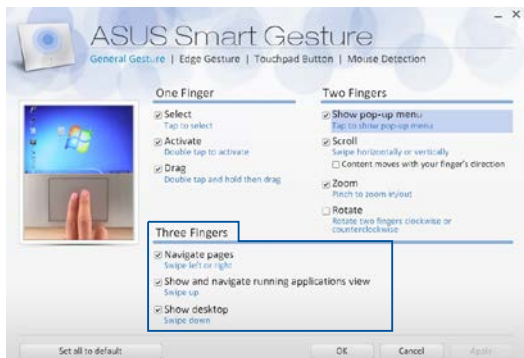 ASUS Smart Gesture
General Gesture | Edge Gesture | Touchpad Button | Mouse Detection
One Finger
Select
Tap to select
Activate
Double tap to activate
Drag
Double tap and hold then drag
Two Fingers
Show pop-up menu
Tap to show pop-up menu
Scroll
Swipe horizontally or vertically
Content moves with your finger's direction
Zoom
Pinch to zoom in/out
Rotate
Rotate two fingers clockwise or
counterclockwise
Three Fingers
Navigate pages
Swipe left or right
Show and navigate running applications view
Swipe up
Show desktop
Swipe down
Set all to default
OK
Cancel
Apply